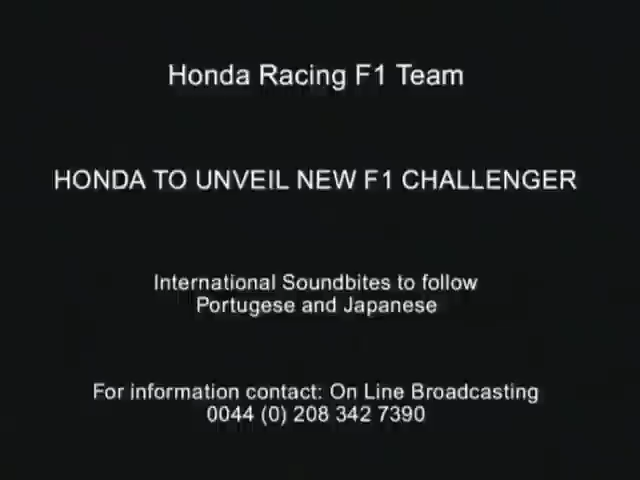 Honda Racing F1 Team
HONDA TO UNVEIL NEW F1 CHALLENGER
International Soundbites to follow
Portugese and Japanese
For information contact: On Line Broadcasting
0044 (0) 208 342 7390